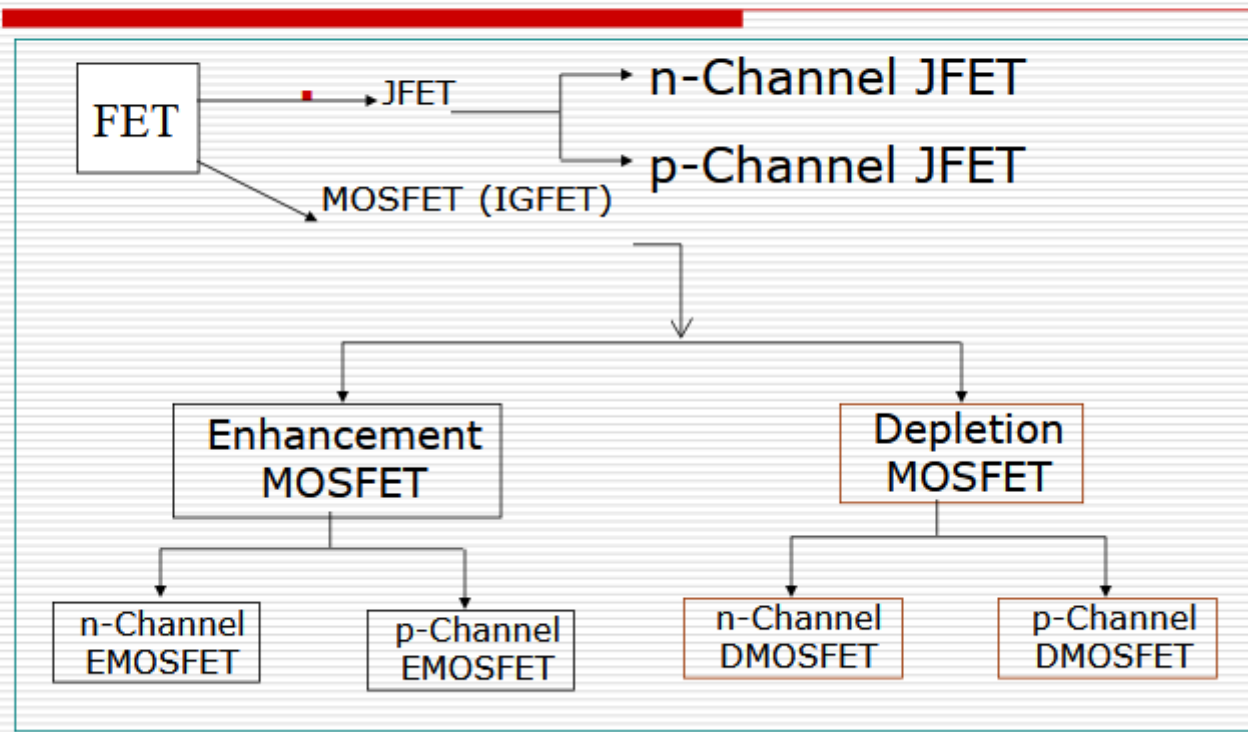 FET
JFET
n-Channel JFET
p-Channel JFET
MOSFET (IGFET)
Enhancement
MOSFET
Depletion
MOSFET
n-Channel
EMOSFET
p-Channel
EMOSFET
n-Channel
DMOSFET
p-Channel
DMOSFET